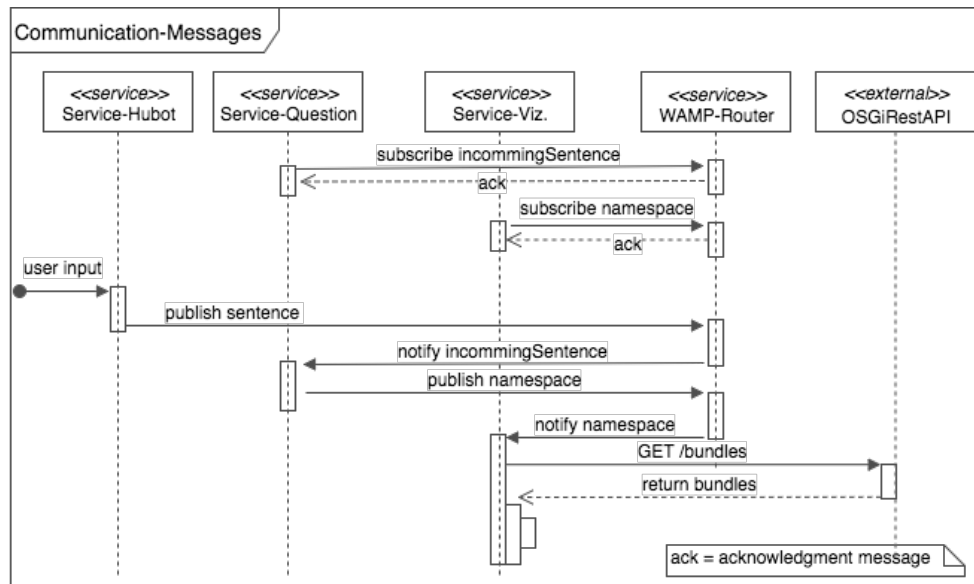 Communication-Messages
<<service>>
Service-Hubot
<<service>>
Service-Question
<<service>>
Service-Viz.
<<service>>
WAMP-Router
<<external>>
OSGiRestAPI
subscribe incommingSentence
ack
subscribe namespace
ack
user input
publish sentence
notify incommingSentence
publish namespace
notify namespace
GET /bundles
return bundles
ack = acknowledgment message